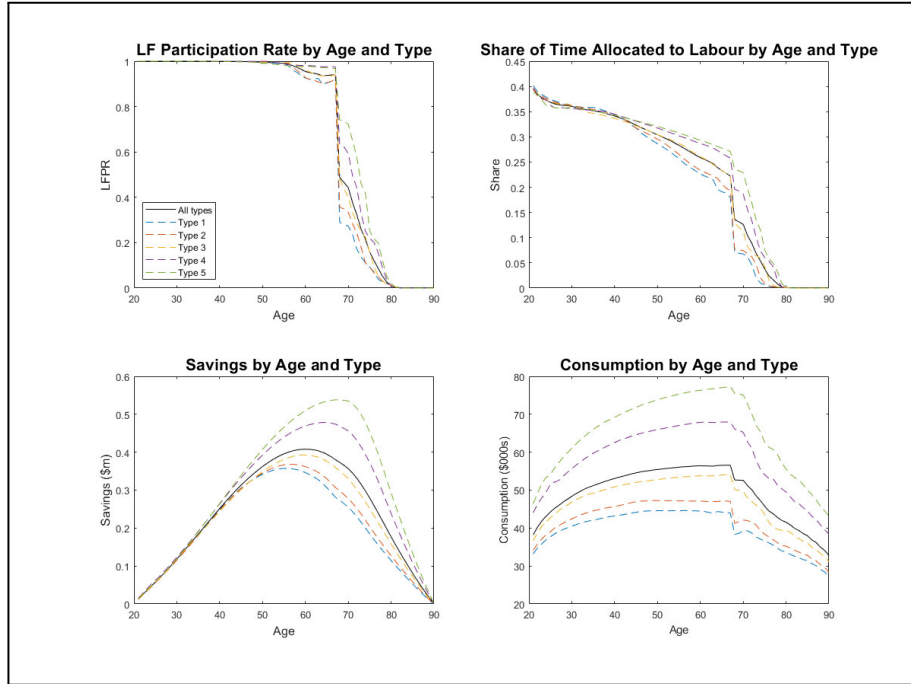 LF Participation Rate by Age and Type
1
0.8
0.6
0.4
0.2
0
LFPR
All types
Type 1
Type 2
Type 3
Type 4
Type 5
20 30 40 50 60 70 80 90
Age
Share of Time Allocated to Labour by Age and Type
0.45
0.4
0.35
0.3
0.25
0.2
0.15
0.1
0.05
0
Share
20 30 40 50 60 70 80 90
Age
Savings by Age and Type
0.6
0.5
0.4
0.3
0.2
0.1
0
Savings ($m)
20 30 40 50 60 70 80 90
Age
Consumption by Age and Type
80
70
60
50
40
30
20
Consumption ($000s)
20 30 40 50 60 70 80 90
Age